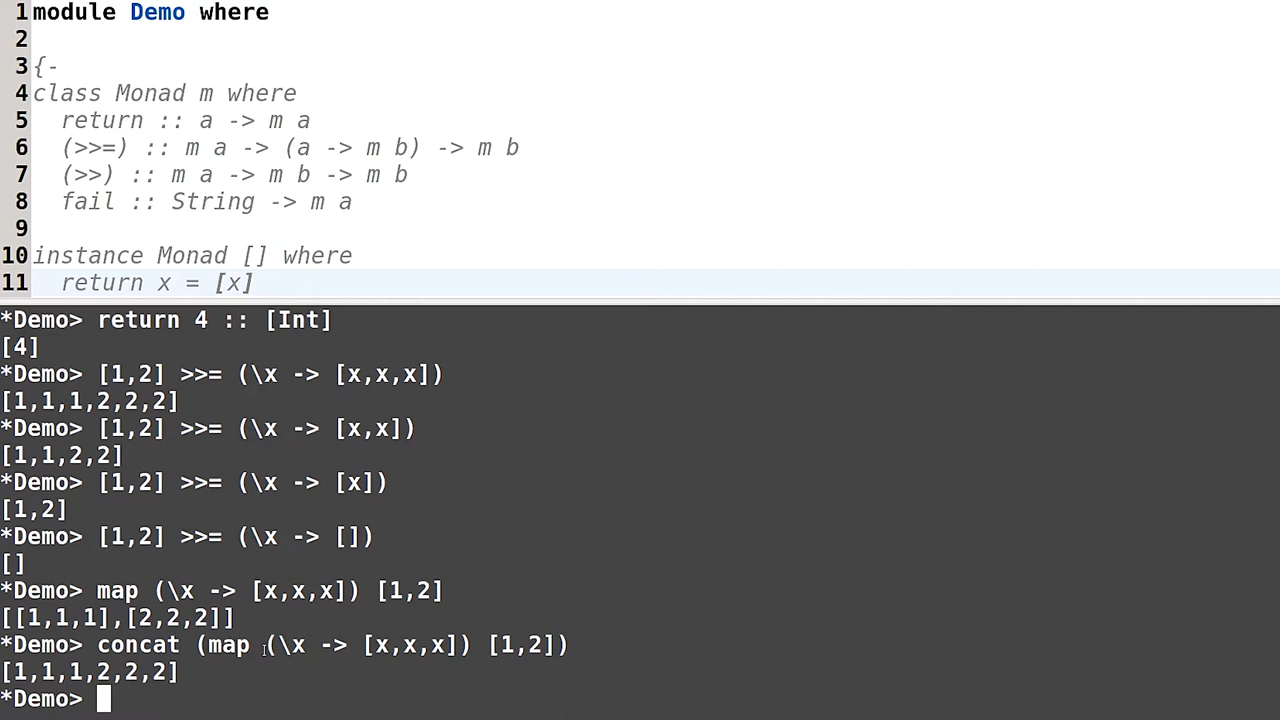 1 module Demo where
2
3 {-
4 class Monad m where
5   return :: a -> m a
6   (>>=) :: m a -> (a -> m b) -> m b
7   (>>) :: m a -> m b -> m b
8   fail :: String -> m a
9
10 instance Monad [] where
11   return x = [x]
*Demo> return 4 :: [Int]
[4]
*Demo> [1,2] >>= (\x -> [x,x,x])
[1,1,1,2,2,2]
*Demo> [1,2] >>= (\x -> [x,x])
[1,1,2,2]
*Demo> [1,2] >>= (\x -> [x])
[1,2]
*Demo> [1,2] >>= (\x -> [])
[]
*Demo> map (\x -> [x,x,x]) [1,2]
[[1,1,1],[2,2,2]]
*Demo> concat (map (\x -> [x,x,x]) [1,2])
[1,1,1,2,2,2]
*Demo>